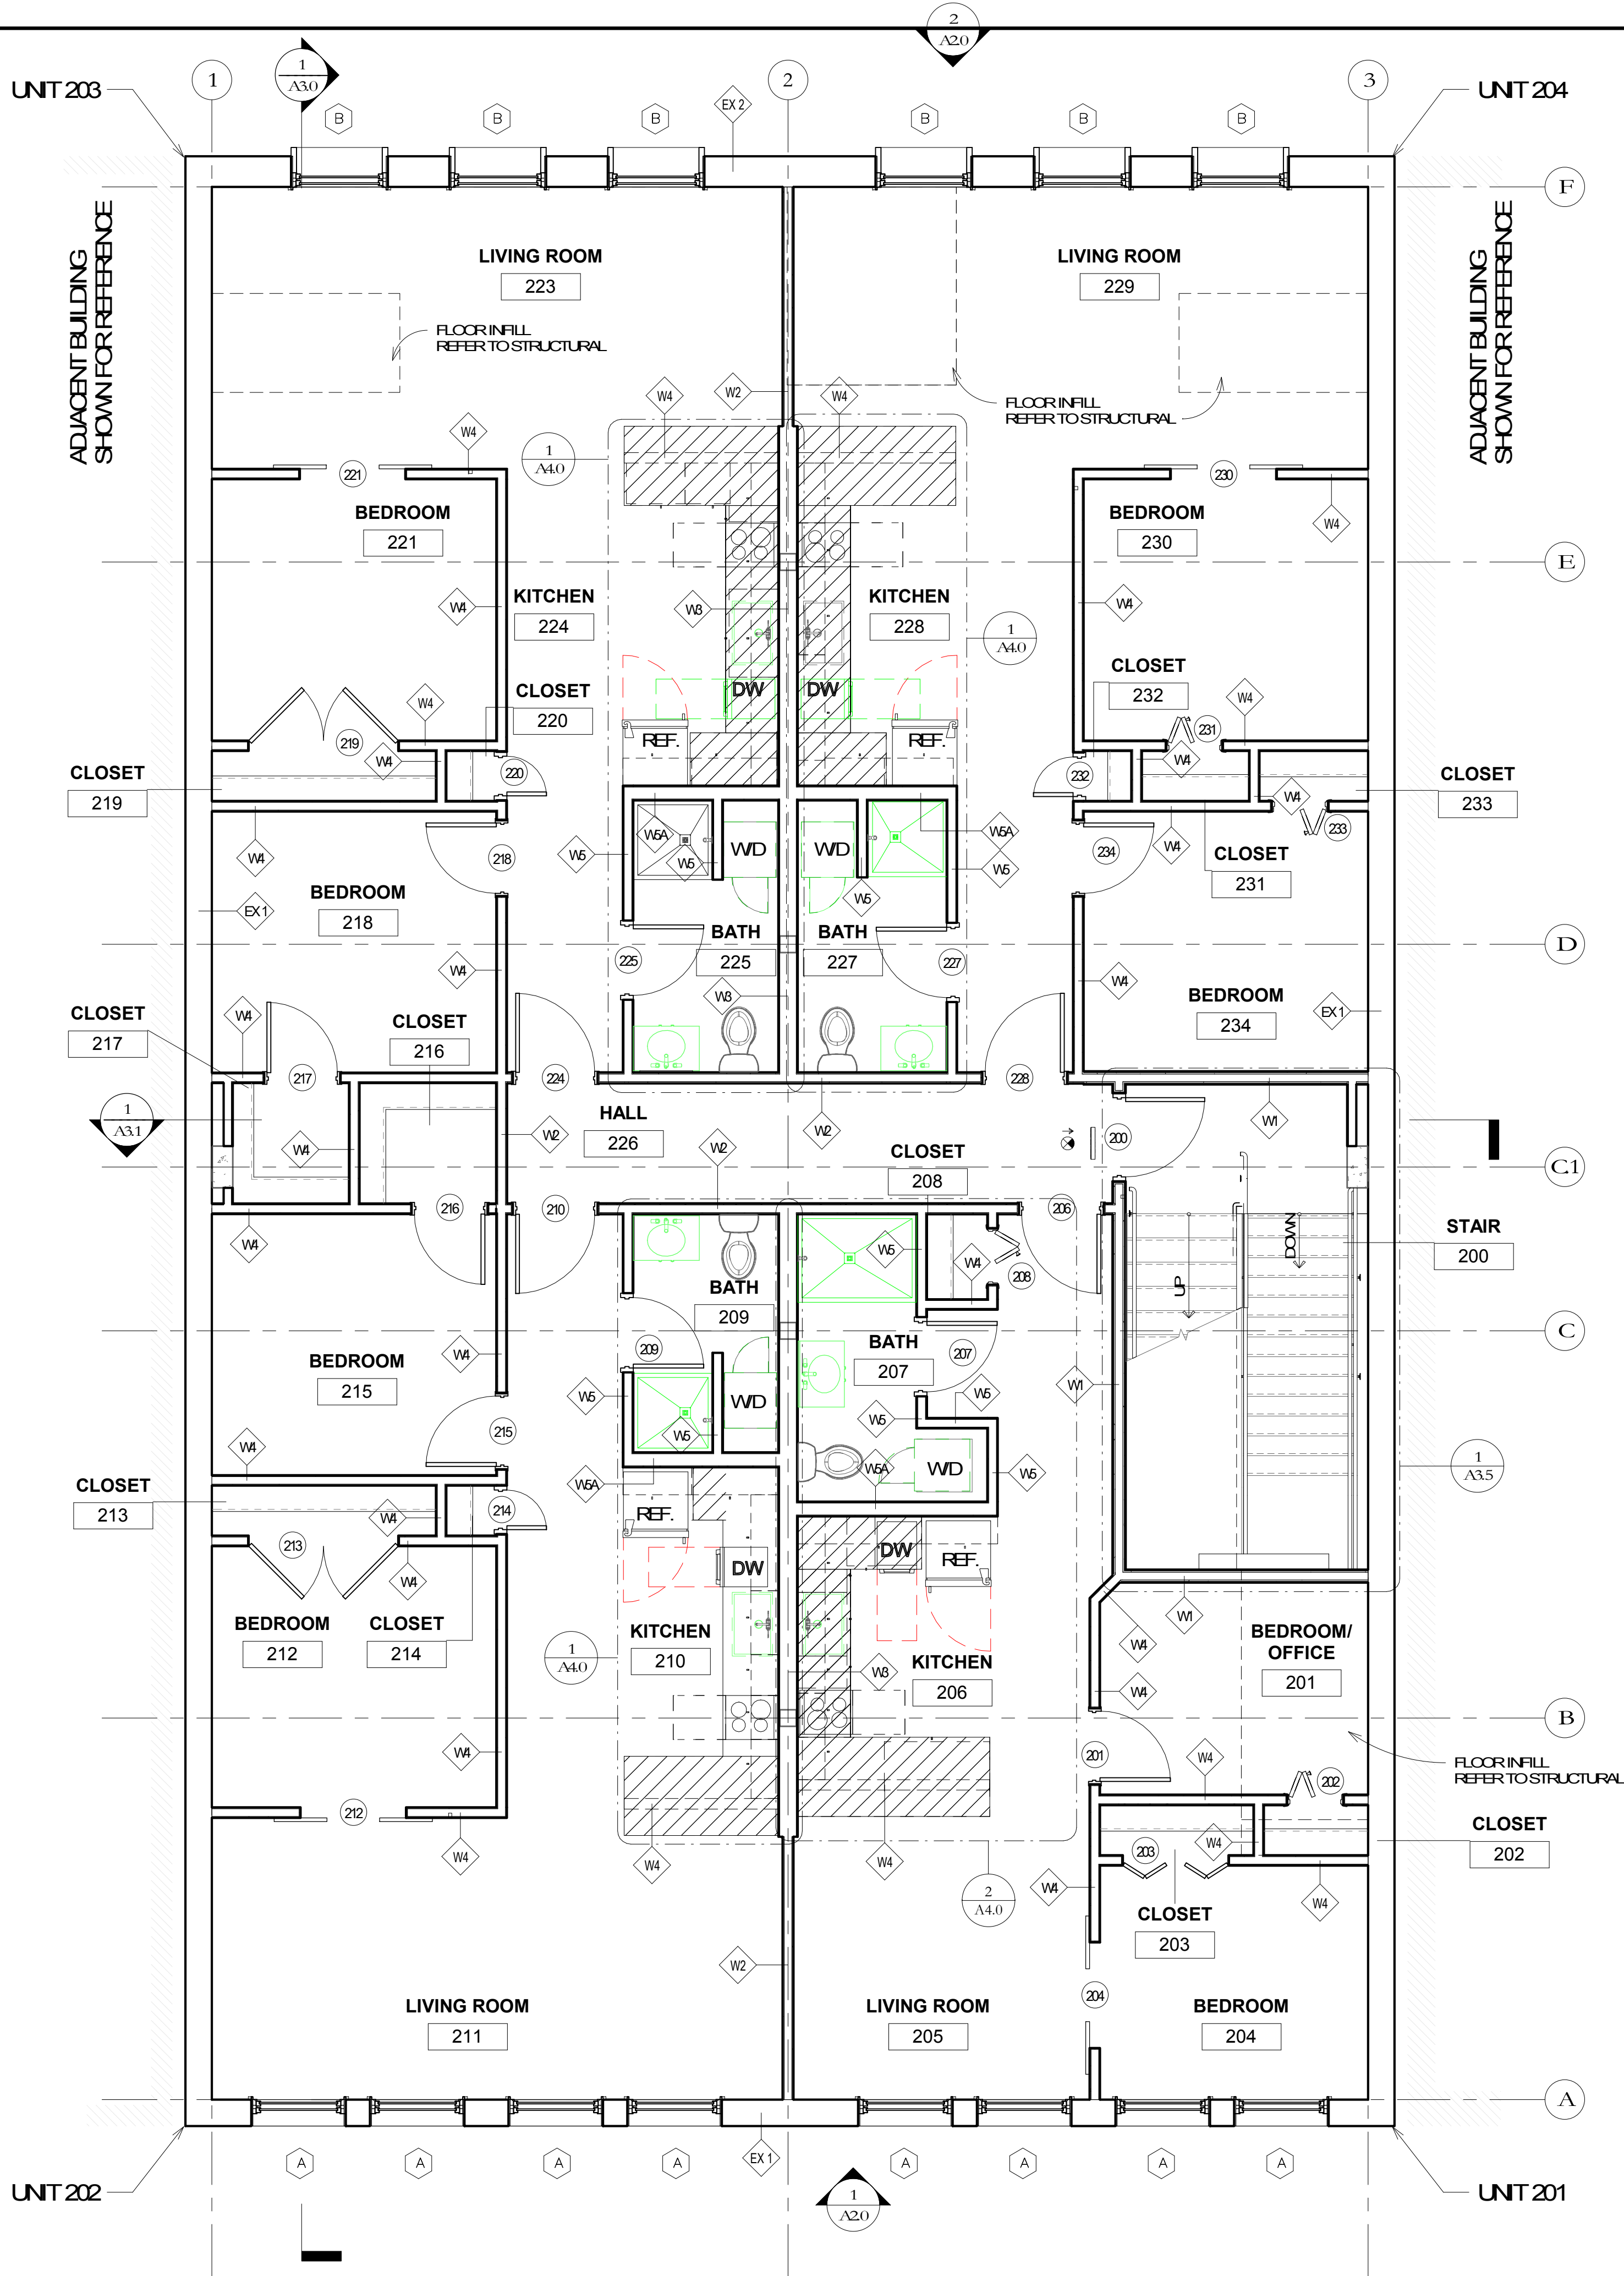 2
A2.0
1
A3.0
1
2
3
UNIT 203
UNIT 204
B
B
B
EX 2
B
B
B
F
ADJACENT BUILDING
SHOWN FOR REFERENCE
ADJACENT BUILDING
SHOWN FOR REFERENCE
LIVING ROOM
223
LIVING ROOM
229
FLOOR INFILL
REFER TO STRUCTURAL
FLOOR INFILL
REFER TO STRUCTURAL
W4
W2
W4
W4
1
A4.0
221
230
BEDROOM
221
BEDROOM
230
W4
E
KITCHEN
224
KITCHEN
228
W4
W3
W4
1
A4.0
CLOSET
220
CLOSET
232
DW
DW
W4
W4
219
W4
231
REF.
REF.
W4
220
232
CLOSET
219
CLOSET
233
W4
233
W4
218
W5
W5A
W5
W/D
W/D
W5A
W5
W5
234
W4
CLOSET
231
BEDROOM
218
EX 1
BATH
225
BATH
227
D
225
227
W4
W3
W4
BEDROOM
234
EX 1
CLOSET
217
W4
CLOSET
216
217
224
228
1
A3.1
HALL
226
W4
W2
W2
W2
W1
200
CLOSET
208
C.1
216
210
206
W4
W5
W4
208
STAIR
200
DOWN
UP
BATH
209
BATH
207
C
209
207
BEDROOM
215
W4
W5
W/D
W5
W5
W1
215
W4
W5
W5A
W5A
W/D
W5
1
A3.5
CLOSET
213
W4
214
REF.
DW
REF.
213
W4
DW
BEDROOM
212
CLOSET
214
W1
W4
BEDROOM/
OFFICE
201
1
A4.0
KITCHEN
210
KITCHEN
206
W3
W4
B
W4
201
W4
202
FLOOR INFILL
REFER TO STRUCTURAL
212
W4
W4
W4
W4
203
W4
CLOSET
202
2
A4.0
W4
W4
CLOSET
203
W2
204
LIVING ROOM
211
LIVING ROOM
205
BEDROOM
204
A
A
A
A
A
EX 1
A
A
A
A
UNIT 202
UNIT 201
1
A2.0